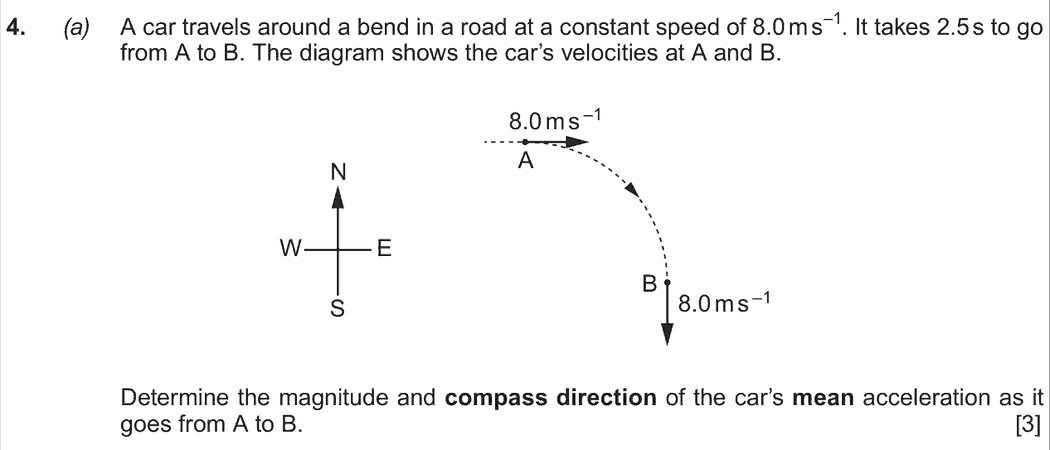 4. (a) A car travels around a bend in a road at a constant speed of 8.0 m s⁻¹. It takes 2.5 s to go
from A to B. The diagram shows the car's velocities at A and B.
8.0 m s⁻¹
A
N
W E
S
B
8.0 m s⁻¹
Determine the magnitude and compass direction of the car's mean acceleration as it
goes from A to B. [3]